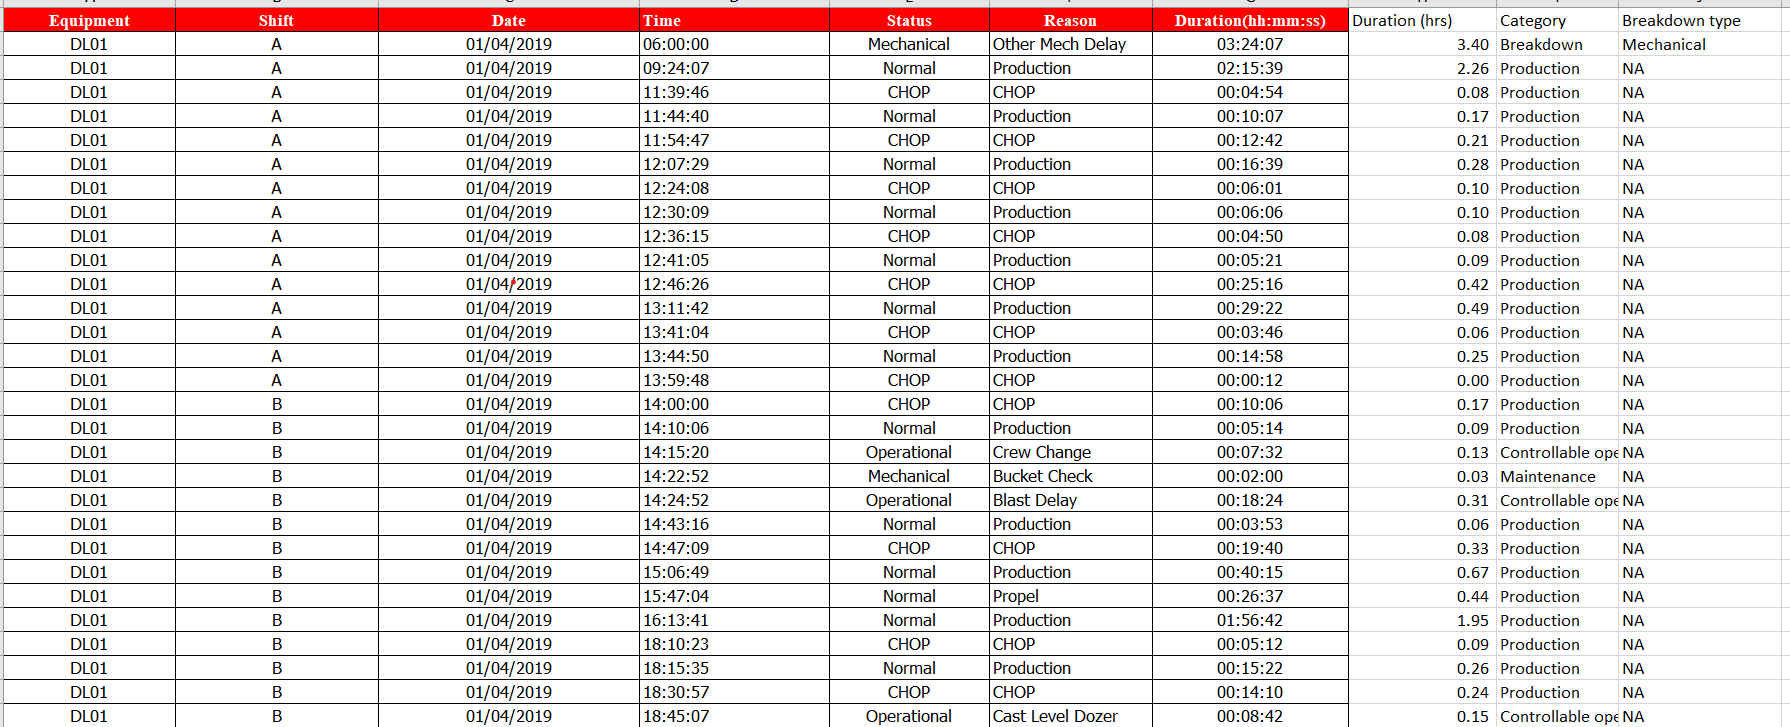 Equipment Shift Date Time Status Reason Duration(hh:mm:ss) Duration (hrs) Category Breakdown type
DL01 A 01/04/2019 06:00:00 Mechanical Other Mech Delay 03:24:07 3.40 Breakdown Mechanical
DL01 A 01/04/2019 09:24:07 Normal Production 02:15:39 2.26 Production NA
DL01 A 01/04/2019 11:39:46 CHOP CHOP 00:04:54 0.08 Production NA
DL01 A 01/04/2019 11:44:40 Normal Production 00:10:07 0.17 Production NA
DL01 A 01/04/2019 11:54:47 CHOP CHOP 00:12:42 0.21 Production NA
DL01 A 01/04/2019 12:07:29 Normal Production 00:16:39 0.28 Production NA
DL01 A 01/04/2019 12:24:08 CHOP CHOP 00:06:01 0.10 Production NA
DL01 A 01/04/2019 12:30:09 Normal Production 00:06:06 0.10 Production NA
DL01 A 01/04/2019 12:36:15 CHOP CHOP 00:04:50 0.08 Production NA
DL01 A 01/04/2019 12:41:05 Normal Production 00:05:21 0.09 Production NA
DL01 A 01/04/2019 12:46:26 CHOP CHOP 00:25:16 0.42 Production NA
DL01 A 01/04/2019 13:11:42 Normal Production 00:29:22 0.49 Production NA
DL01 A 01/04/2019 13:41:04 CHOP CHOP 00:03:46 0.06 Production NA
DL01 A 01/04/2019 13:44:50 Normal Production 00:14:58 0.25 Production NA
DL01 A 01/04/2019 13:59:48 CHOP CHOP 00:00:12 0.00 Production NA
DL01 B 01/04/2019 14:00:00 CHOP CHOP 00:10:06 0.17 Production NA
DL01 B 01/04/2019 14:10:06 Normal Production 00:05:14 0.09 Production NA
DL01 B 01/04/2019 14:15:20 Operational Crew Change 00:07:32 0.13 Controllable ope NA
DL01 B 01/04/2019 14:22:52 Mechanical Bucket Check 00:02:00 0.03 Maintenance NA
DL01 B 01/04/2019 14:24:52 Operational Blast Delay 00:18:24 0.31 Controllable ope NA
DL01 B 01/04/2019 14:43:16 Normal Production 00:03:53 0.06 Production NA
DL01 B 01/04/2019 14:47:09 CHOP CHOP 00:19:40 0.33 Production NA
DL01 B 01/04/2019 15:06:49 Normal Production 00:40:15 0.67 Production NA
DL01 B 01/04/2019 15:47:04 Normal Propel 00:26:37 0.44 Production NA
DL01 B 01/04/2019 16:13:41 Normal Production 01:56:42 1.95 Production NA
DL01 B 01/04/2019 18:10:23 CHOP CHOP 00:05:12 0.09 Production NA
DL01 B 01/04/2019 18:15:35 Normal Production 00:15:22 0.26 Production NA
DL01 B 01/04/2019 18:30:57 CHOP CHOP 00:14:10 0.24 Production NA
DL01 B 01/04/2019 18:45:07 Operational Cast Level Dozer 00:08:42 0.15 Controllable ope NA